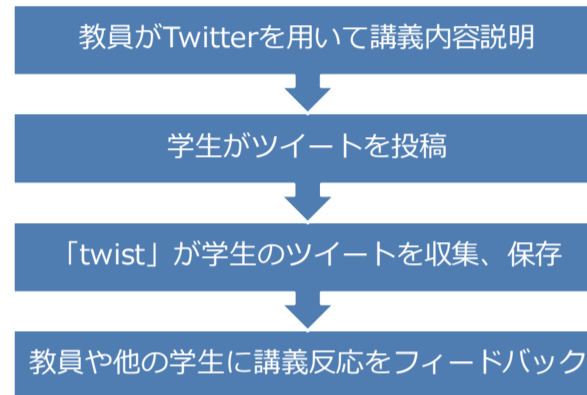 教員がTwitterを用いて講義内容説明
学生がツイートを投稿
「twist」が学生のツイートを収集、保存
教員や他の学生に講義反応をフィードバック